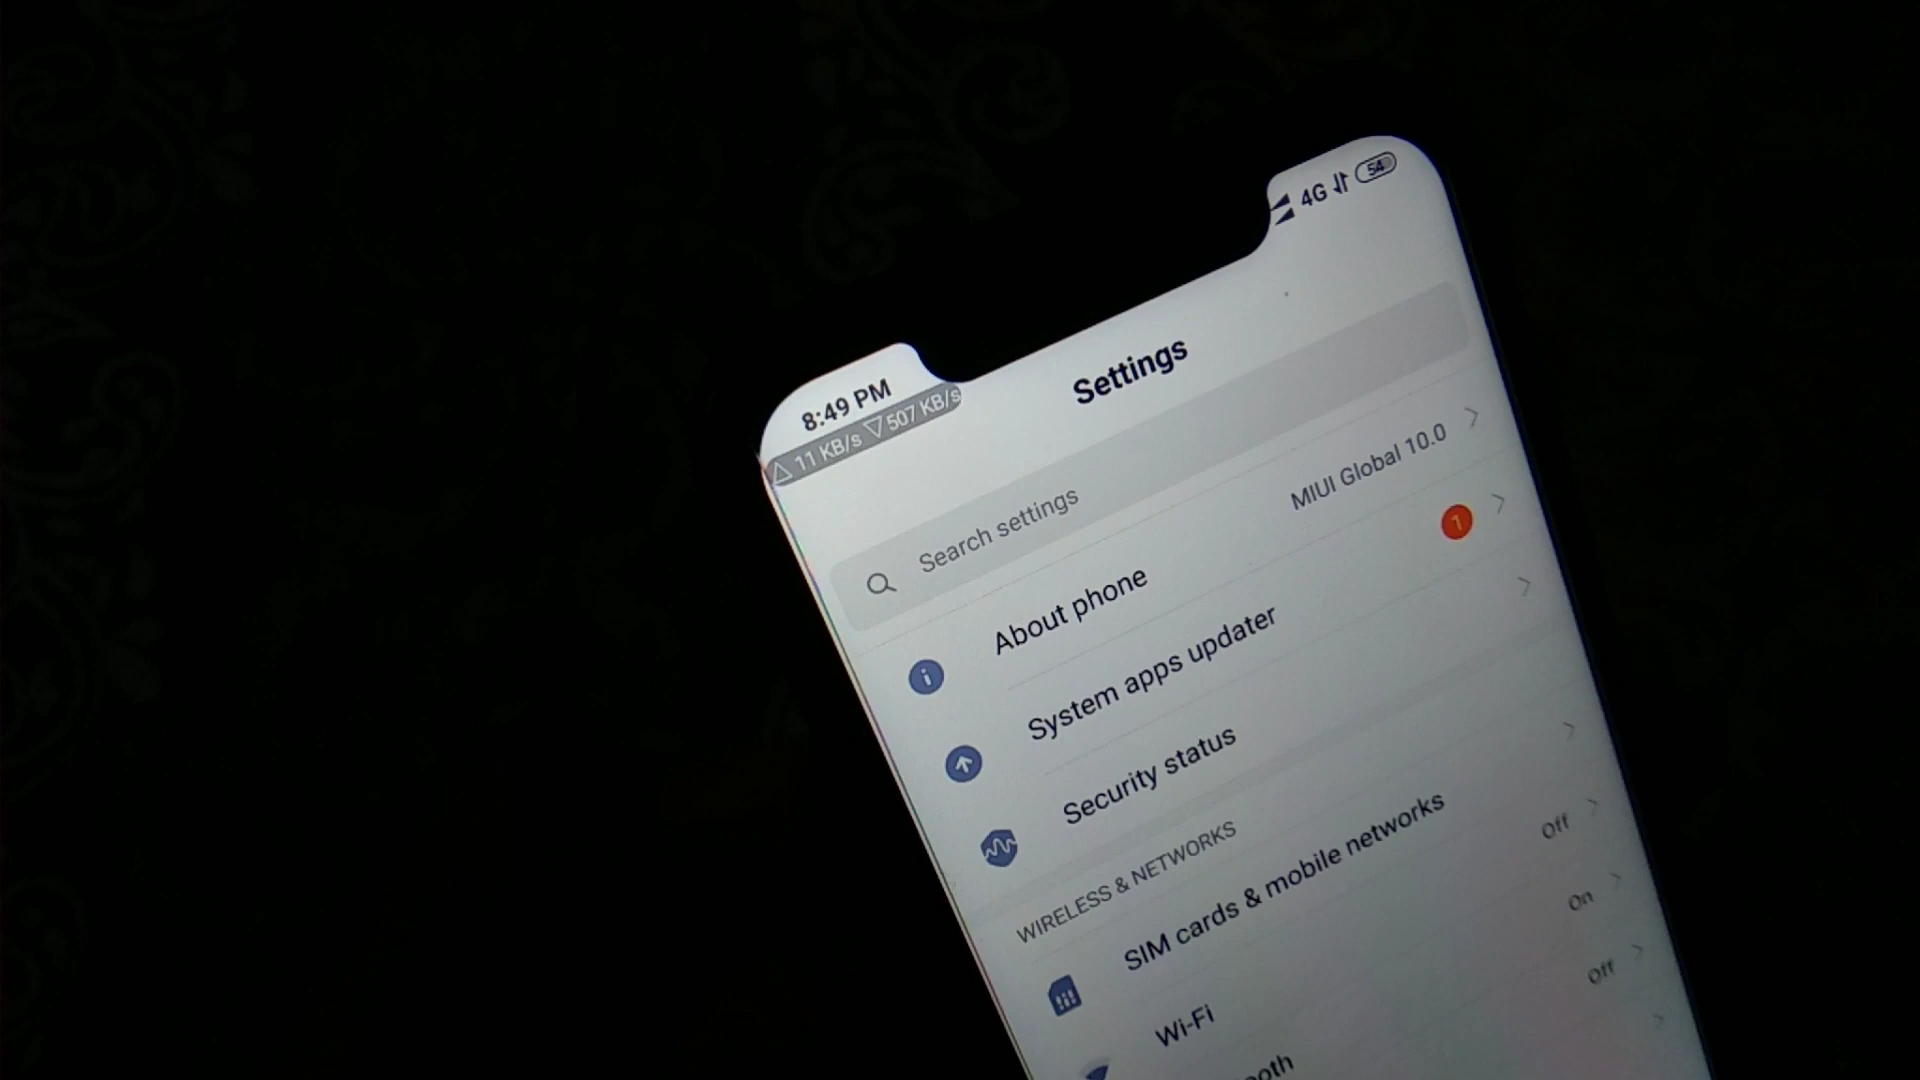 8:49 PM
4G 54
△ 11 KB/s ▽ 507 KB/s
Settings
Search settings
About phone MIUI Global 10.0
System apps updater 1
Security status
WIRELESS & NETWORKS
SIM cards & mobile networks
Wi-Fi Off
On
Off